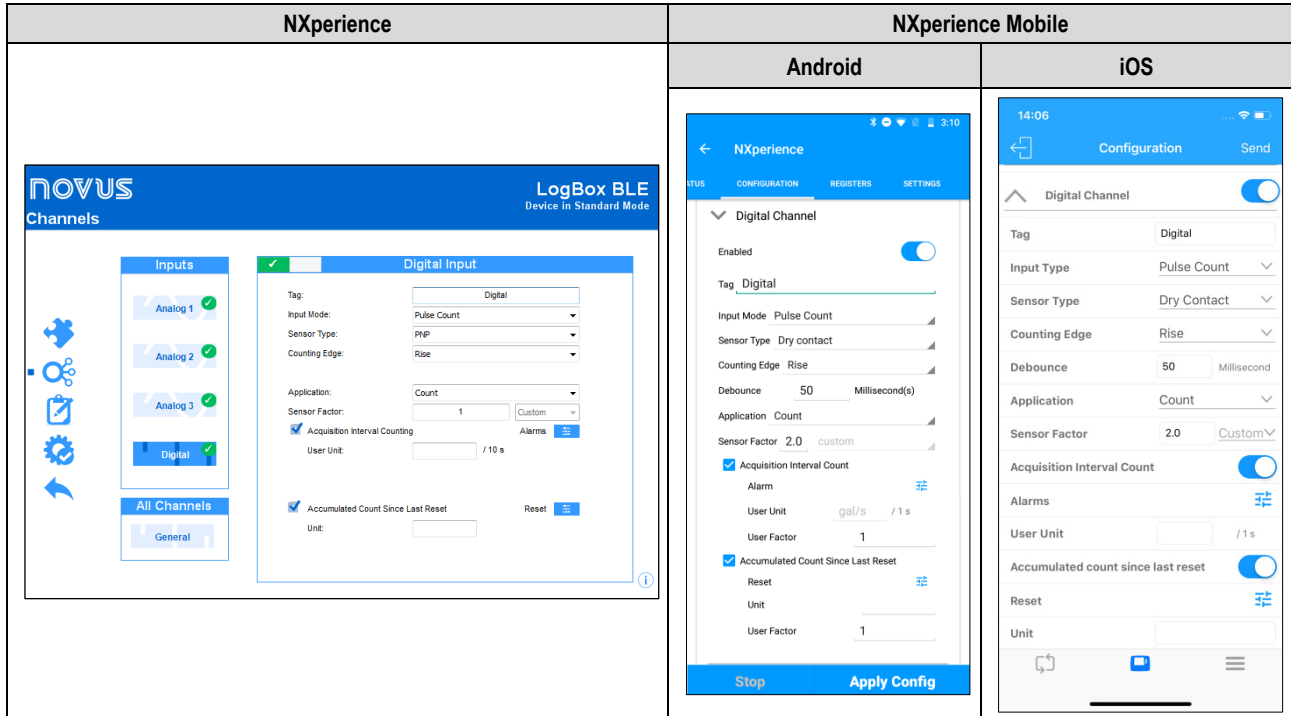 NXperience
NXperience Mobile
Android
iOS
NOVUS
LogBox BLE
Device in Standard Mode
Channels
Inputs
Analog 1
Analog 2
Analog 3
Digital
All Channels
General
Digital Input
Tag: Digital
Input Mode: Pulse Count
Sensor Type: PNP
Counting Edge: Rise
Application: Count
Sensor Factor: 1 Custom
Acquisition Interval Counting Alarms
User Unit: / 10 s
Accumulated Count Since Last Reset Reset
Unit:
i
3:10
NXperience
ATUS CONFIGURATION REGISTERS SETTINGS
Digital Channel
Enabled
Tag Digital
Input Mode Pulse Count
Sensor Type Dry contact
Counting Edge Rise
Debounce 50 Millisecond(s)
Application Count
Sensor Factor 2.0 custom
Acquisition Interval Count
Alarm
User Unit gal/s / 1 s
User Factor 1
Accumulated Count Since Last Reset
Reset
Unit
User Factor 1
Stop Apply Config
14:06
Configuration Send
Digital Channel
Tag Digital
Input Type Pulse Count
Sensor Type Dry Contact
Counting Edge Rise
Debounce 50 Millisecond
Application Count
Sensor Factor 2.0 Custom
Acquisition Interval Count
Alarms
User Unit / 1 s
Accumulated count since last reset
Reset
Unit